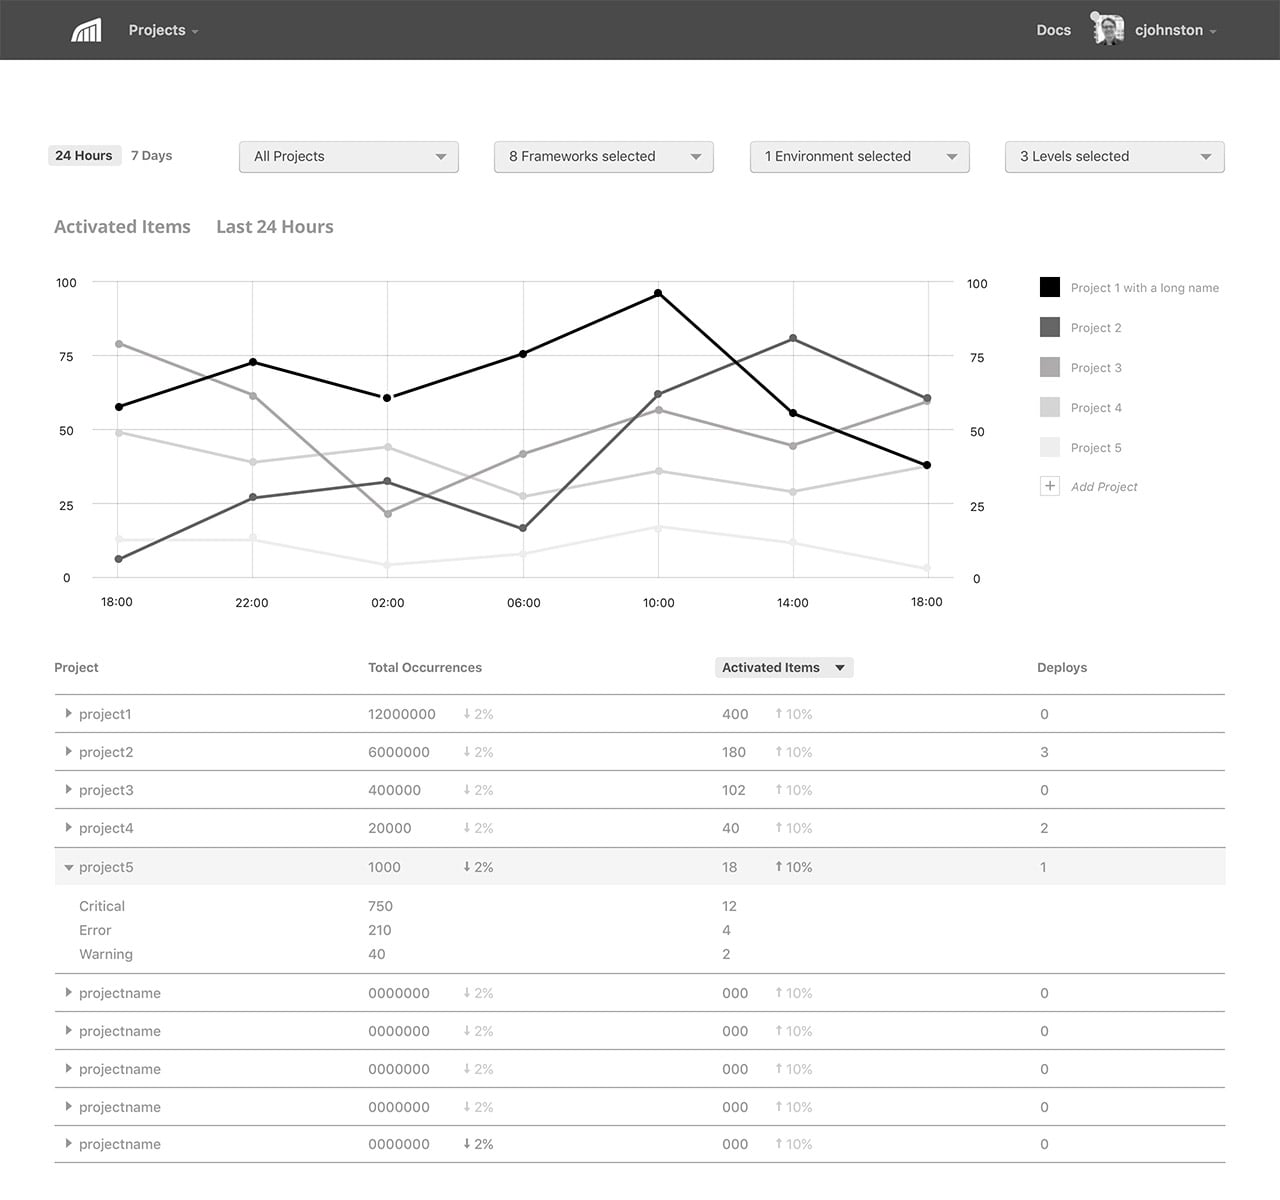 Projects Docs cjohnston
24 Hours 7 Days All Projects 8 Frameworks selected 1 Environment selected 3 Levels selected
Activated Items Last 24 Hours
100 100 Project 1 with a long name
Project 2
75 75 Project 3
Project 4
50 50 Project 5
+ Add Project
25 25
0 0
18:00 22:00 02:00 06:00 10:00 14:00 18:00
Project Total Occurrences Activated Items Deploys
project1 12000000 ↓ 2% 400 ↑ 10% 0
project2 6000000 ↓ 2% 180 ↑ 10% 3
project3 400000 ↓ 2% 102 ↑ 10% 0
project4 20000 ↓ 2% 40 ↑ 10% 2
project5 1000 ↓ 2% 18 ↑ 10% 1
Critical 750 12
Error 210 4
Warning 40 2
projectname 0000000 ↓ 2% 000 ↑ 10% 0
projectname 0000000 ↓ 2% 000 ↑ 10% 0
projectname 0000000 ↓ 2% 000 ↑ 10% 0
projectname 0000000 ↓ 2% 000 ↑ 10% 0
projectname 0000000 ↓ 2% 000 ↑ 10% 0